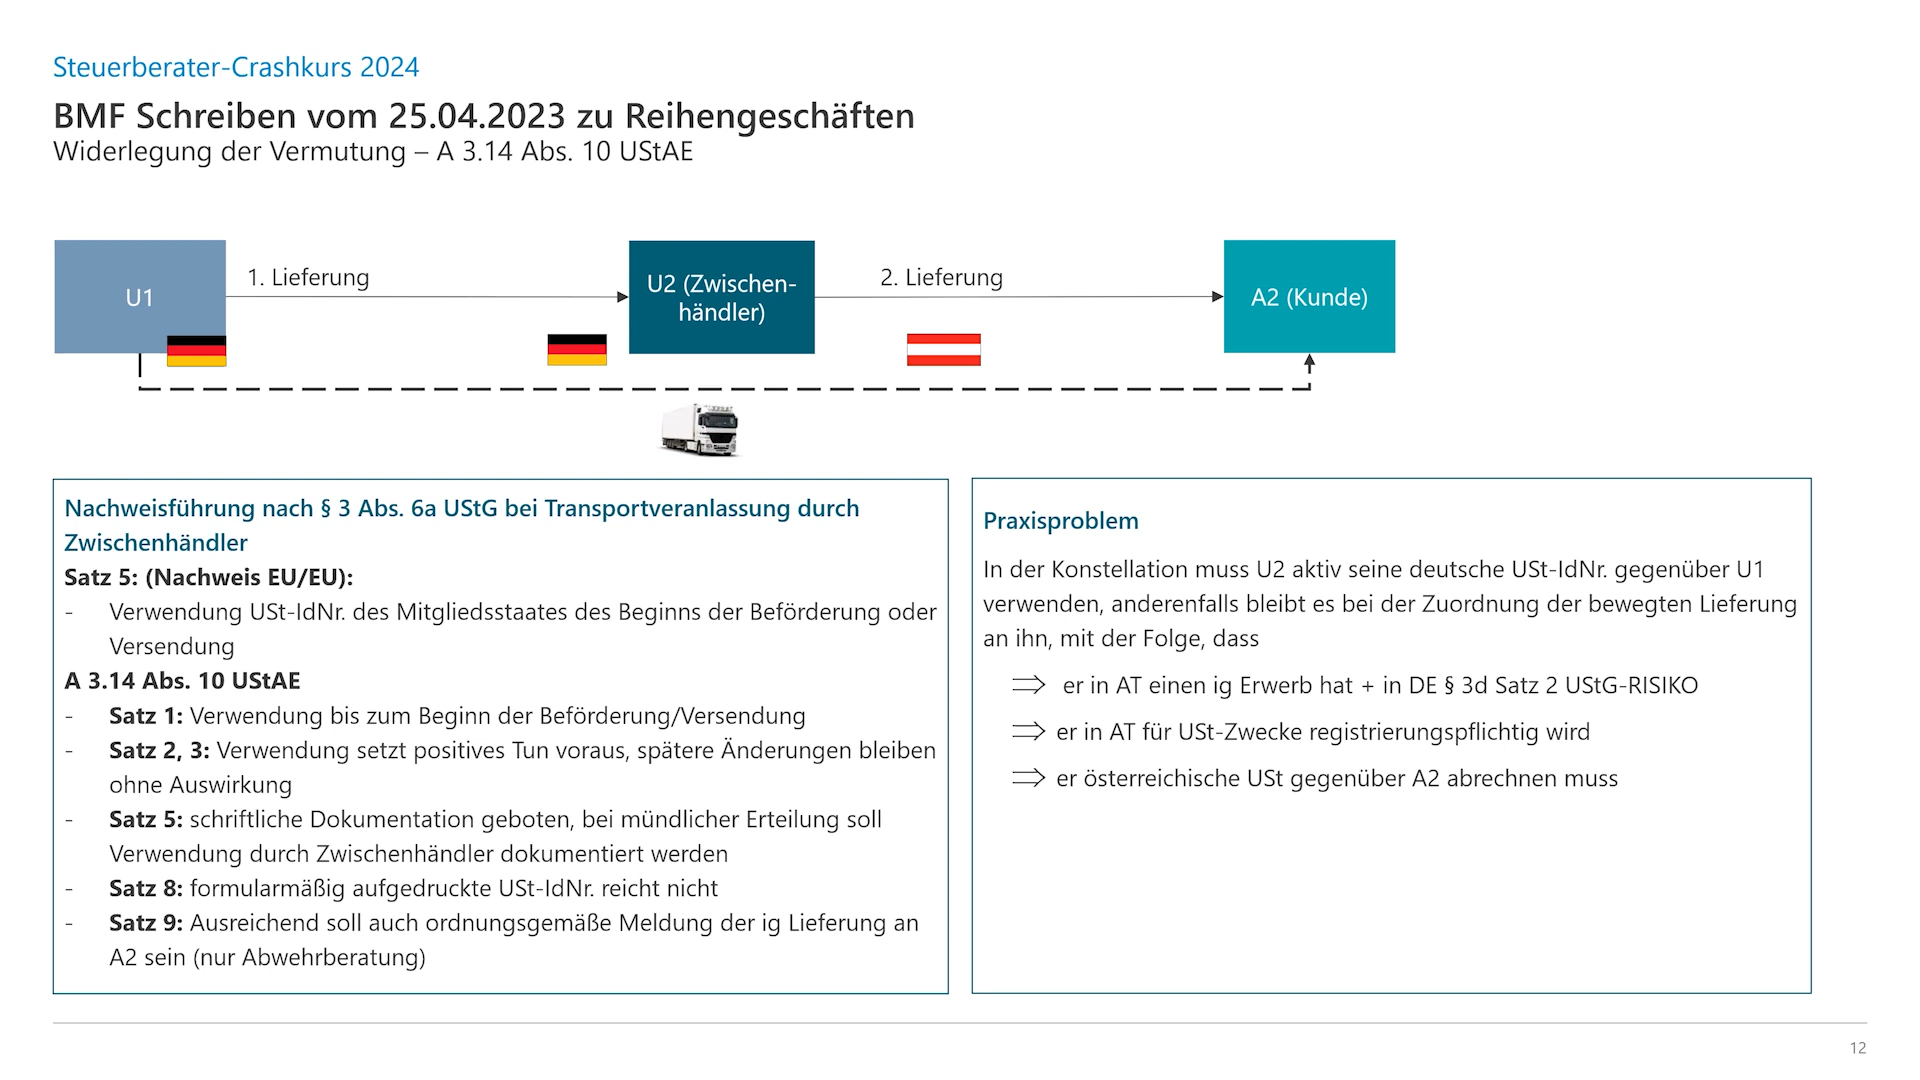 Steuerberater-Crashkurs 2024
BMF Schreiben vom 25.04.2023 zu Reihengeschäften
Widerlegung der Vermutung – A 3.14 Abs. 10 UStAE
U1
1. Lieferung
U2 (Zwischen-
händler)
2. Lieferung
A2 (Kunde)
Nachweisführung nach § 3 Abs. 6a UStG bei Transportveranlassung durch
Zwischenhändler
Satz 5: (Nachweis EU/EU):
- Verwendung USt-IdNr. des Mitgliedsstaates des Beginns der Beförderung oder
Versendung
A 3.14 Abs. 10 UStAE
- Satz 1: Verwendung bis zum Beginn der Beförderung/Versendung
- Satz 2, 3: Verwendung setzt positives Tun voraus, spätere Änderungen bleiben
ohne Auswirkung
- Satz 5: schriftliche Dokumentation geboten, bei mündlicher Erteilung soll
Verwendung durch Zwischenhändler dokumentiert werden
- Satz 8: formularmäßig aufgedruckte USt-IdNr. reicht nicht
- Satz 9: Ausreichend soll auch ordnungsgemäße Meldung der ig Lieferung an
A2 sein (nur Abwehrberatung)
Praxisproblem
In der Konstellation muss U2 aktiv seine deutsche USt-IdNr. gegenüber U1
verwenden, anderenfalls bleibt es bei der Zuordnung der bewegten Lieferung
an ihn, mit der Folge, dass
⟹ er in AT einen ig Erwerb hat + in DE § 3d Satz 2 UStG-RISIKO
⟹ er in AT für USt-Zwecke registrierungspflichtig wird
⟹ er österreichische USt gegenüber A2 abrechnen muss
12